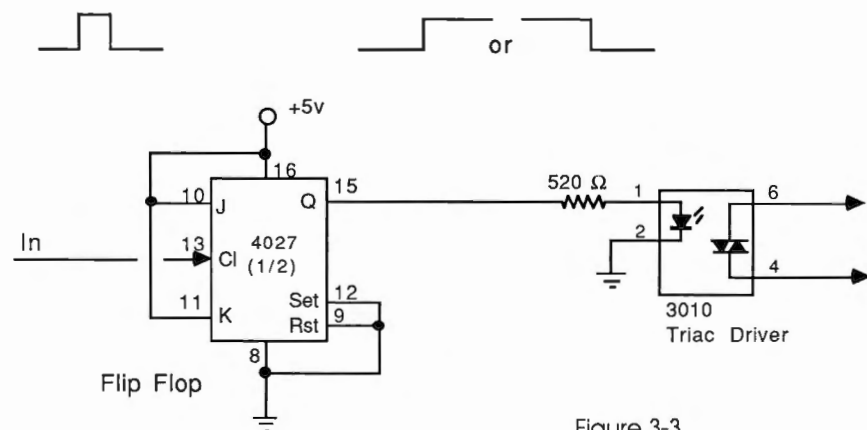 or
+5v
16
10
J
Q
15
520 Ω
1
6
In
13
Cl
4027
(1/2)
2
4
11
K
Set
12
Rst
9
8
3010
Triac Driver
Flip Flop
Figure 3-3